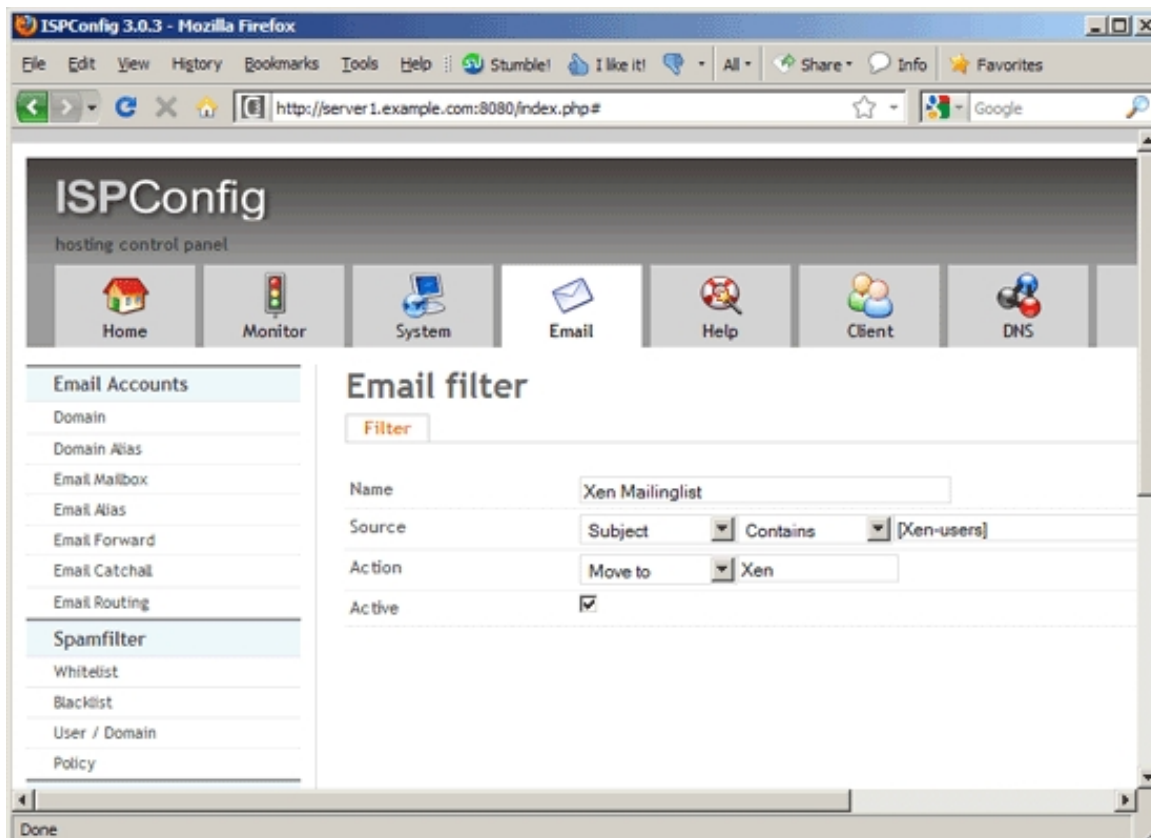 ISPConfig 3.0.3 - Mozilla Firefox
File Edit View History Bookmarks Tools Help Stumble! I like it! All Share Info Favorites
http://server1.example.com:8080/index.php# Google
ISPConfig
hosting control panel
Home Monitor System Email Help Client DNS
Email Accounts
Domain
Domain Alias
Email Mailbox
Email Alias
Email Forward
Email Catchall
Email Routing
Spamfilter
Whitelist
Blacklist
User / Domain
Policy
Email filter
Filter
Name Xen Mailinglist
Source Subject Contains [Xen-users]
Action Move to Xen
Active
Done